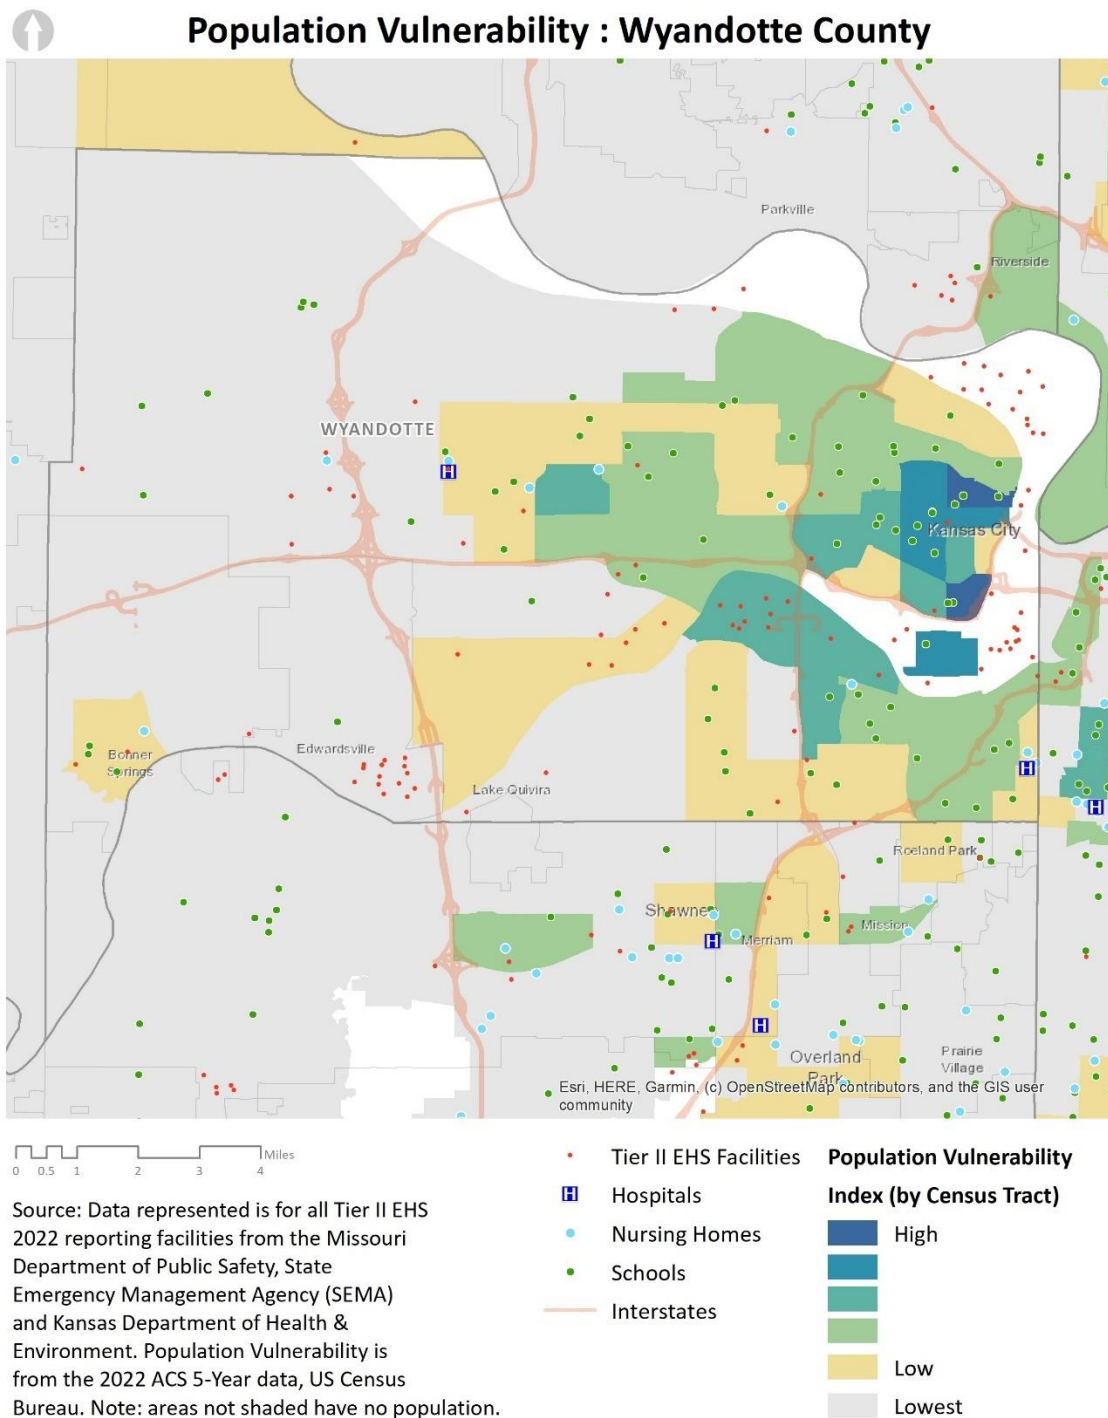 Population Vulnerability : Wyandotte County
Parkville
Riverside
WYANDOTTE
H
Kansas City
Bonner
Springs
Edwardsville
Lake Quivira
H
H
Roeland Park
Shawnee
Mission
H
Merriam
H
Overland
Park
Prairie
Village
Esri, HERE, Garmin, (c) OpenStreetMap contributors, and the GIS user
community
0 0.5 1 2 3 4 Miles
Source: Data represented is for all Tier II EHS
2022 reporting facilities from the Missouri
Department of Public Safety, State
Emergency Management Agency (SEMA)
and Kansas Department of Health &
Environment. Population Vulnerability is
from the 2022 ACS 5-Year data, US Census
Bureau. Note: areas not shaded have no population.
Tier II EHS Facilities
H Hospitals
Nursing Homes
Schools
Interstates
Population Vulnerability
Index (by Census Tract)
High
Low
Lowest